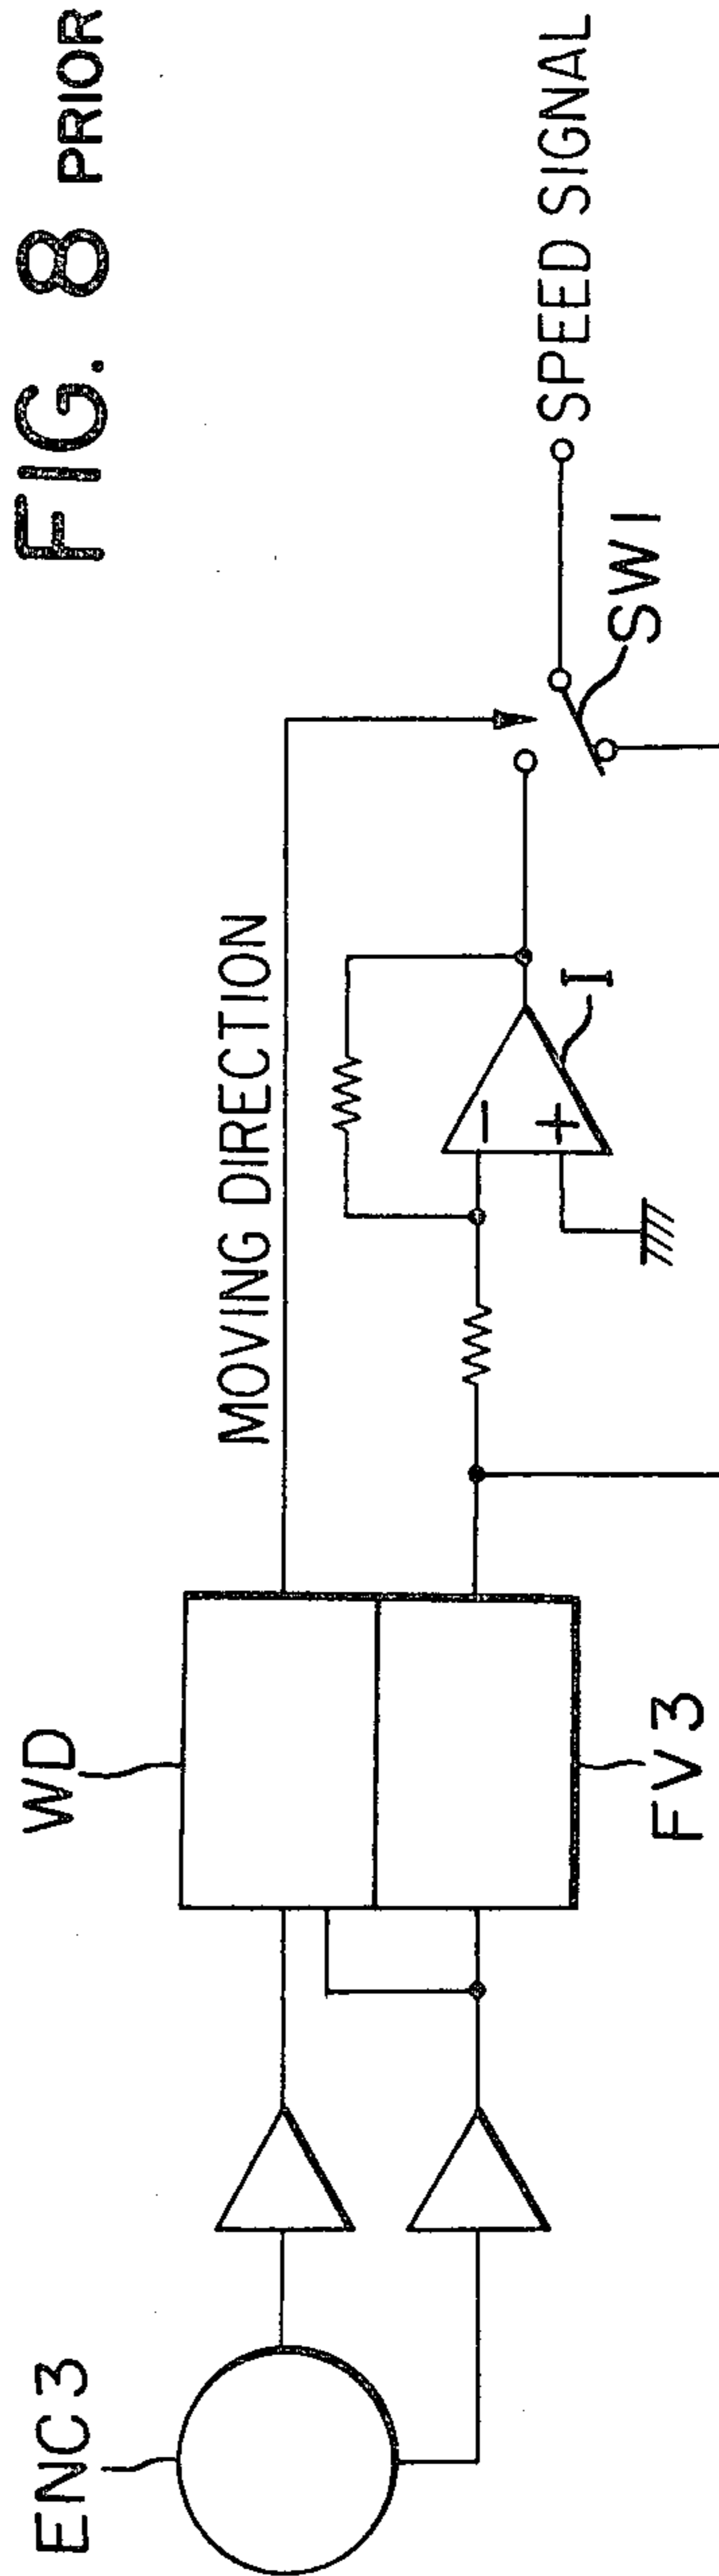 FIG. 8 PRIOR
WD
MOVING DIRECTION
ENC3
SPEED SIGNAL
-
+
I
SW1
FV3